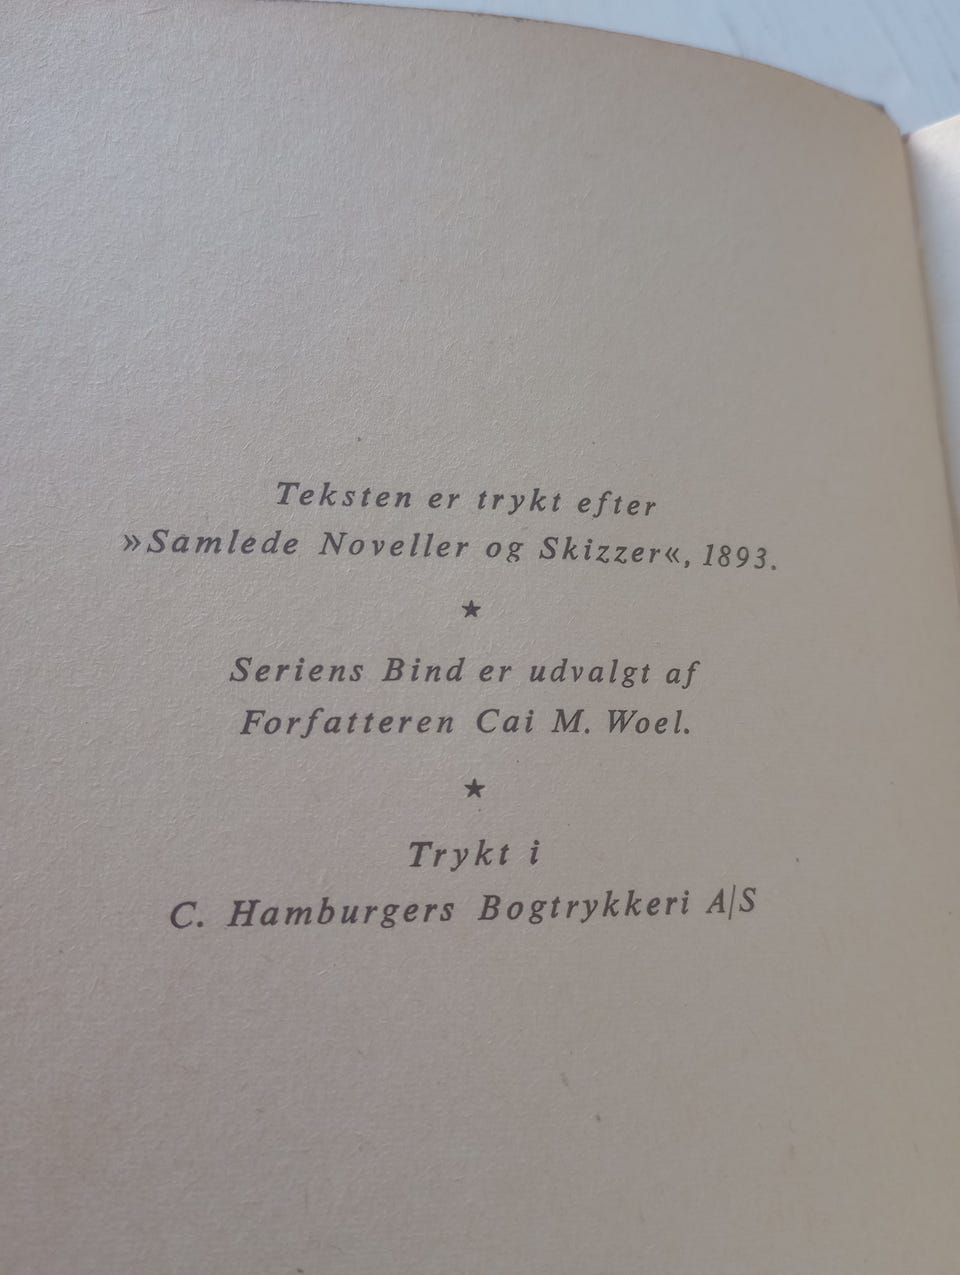 Teksten er trykt efter
»Samlede Noveller og Skizzer«, 1893.
★
Seriens Bind er udvalgt af
Forfatteren Cai M. Woel.
★
Trykt i
C. Hamburgers Bogtrykkeri A/S